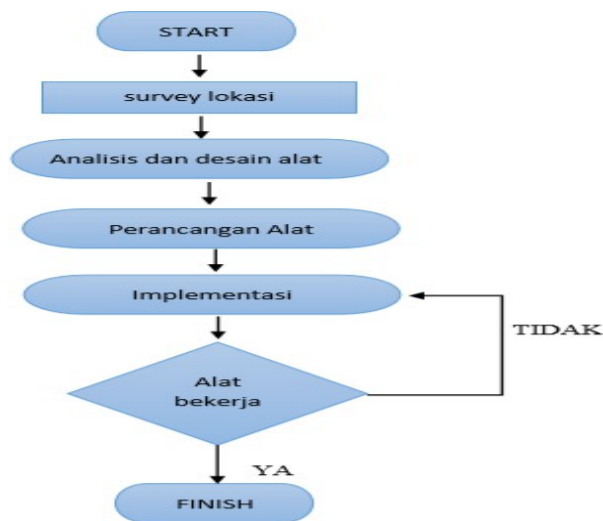 START
survey lokasi
Analisis dan desain alat
Perancangan Alat
Implementasi
TIDAK
Alat
bekerja
YA
FINISH